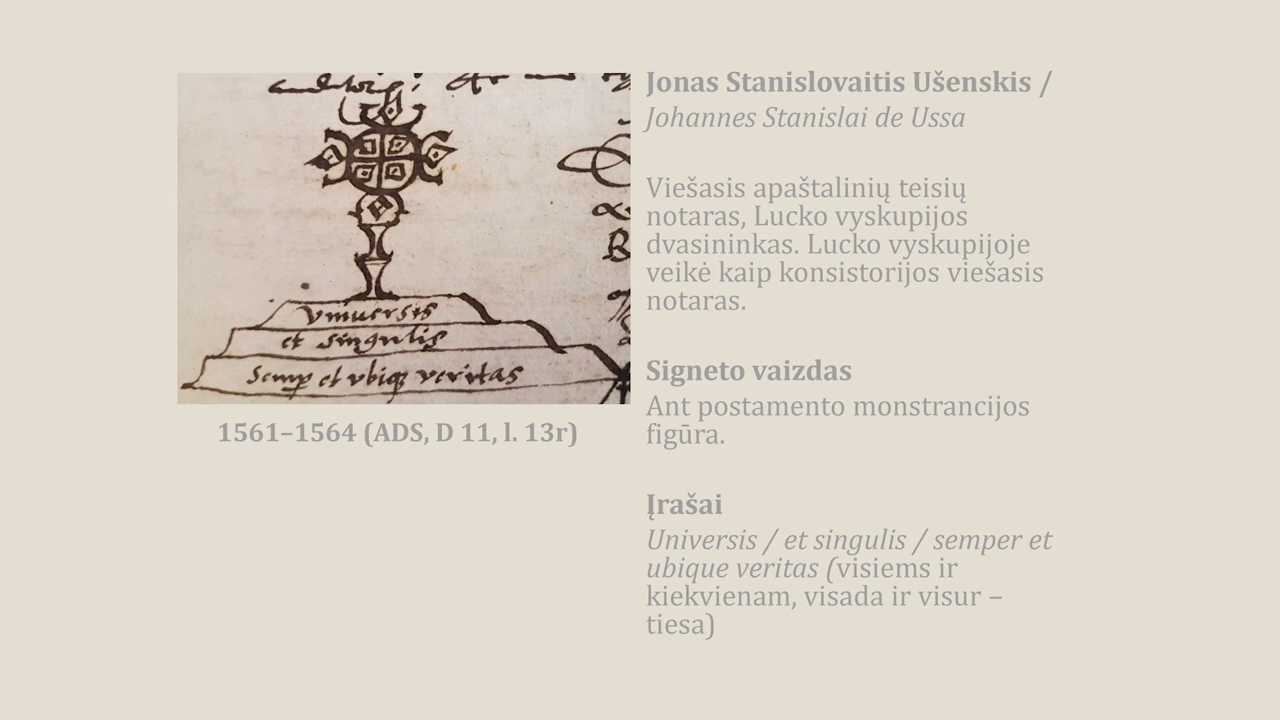 Vniuersis
et singulis
Semp et vbiqz veritas
1561–1564 (ADS, D 11, l. 13r)
Jonas Stanislovaitis Ušenskis /
Johannes Stanislai de Ussa
Viešasis apaštalinių teisių
notaras, Lucko vyskupijos
dvasininkas. Lucko vyskupijoje
veikė kaip konsistorijos viešasis
notaras.
Signeto vaizdas
Ant postamento monstrancijos
figūra.
Įrašai
Universis / et singulis / semper et
ubique veritas (visiems ir
kiekvienam, visada ir visur –
tiesa)